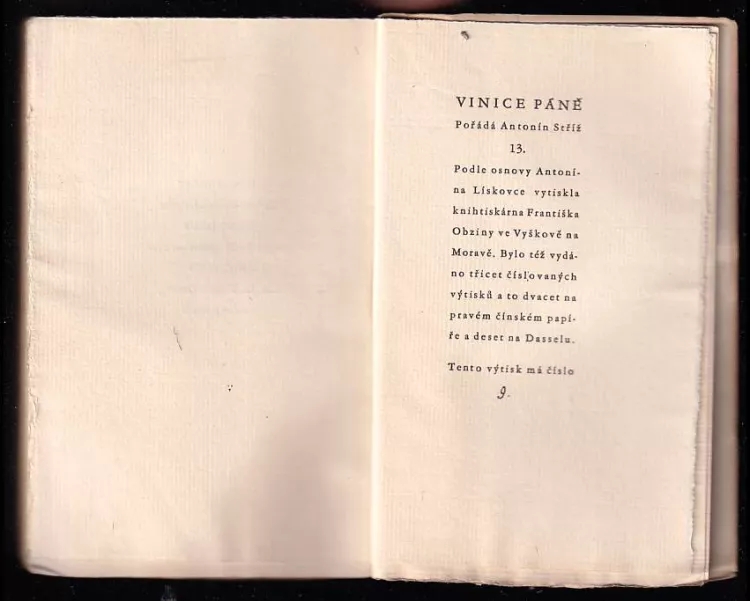 VINICE PÁNĚ
Pořádá Antonín Stříž
13.
Podle osnovy Antoní-
na Lískovce vytiskla
knihtiskárna Františka
Obziny ve Vyškově na
Moravě. Bylo též vydá-
no třicet číslovaných
výtisků a to dvacet na
pravém čínském papí-
ře a deset na Dasselu.
Tento výtisk má číslo
9.